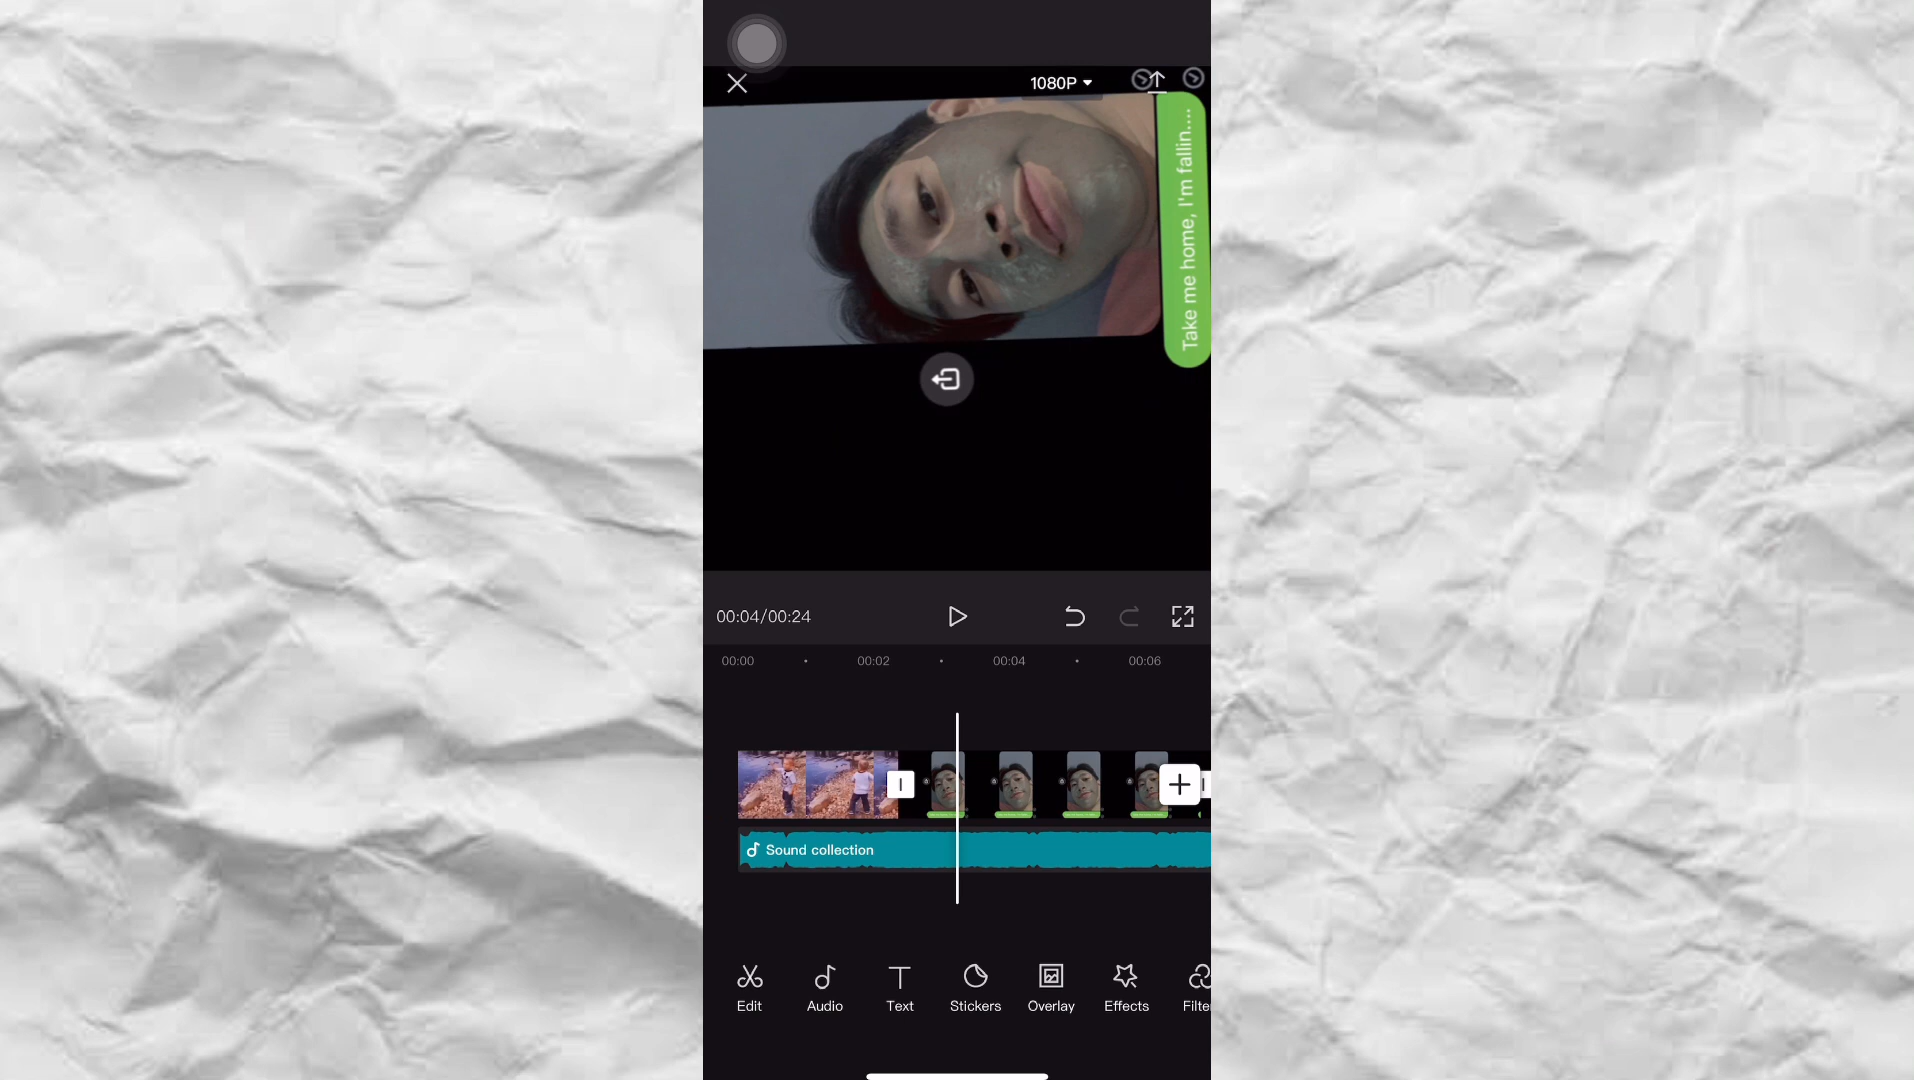 1080P
Take me home, I'm fallin....
00:04/00:24
00:00
00:02
00:04
00:06
Sound collection
Edit
Audio
Text
Stickers
Overlay
Effects
Filte